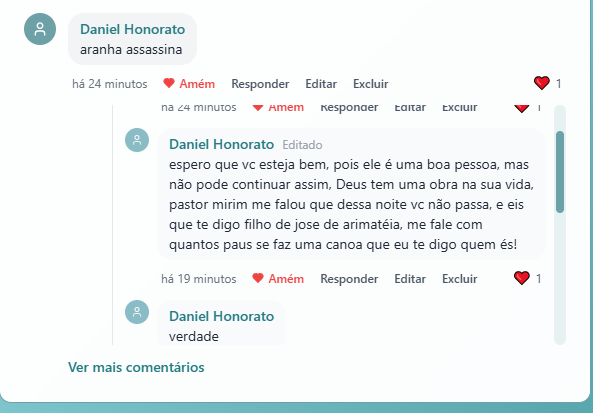 Daniel Honorato
aranha assassina
há 24 minutos Amém Responder Editar Excluir 1
há 24 minutos Amém Responder Editar Excluir 1
Daniel Honorato Editado
espero que vc esteja bem, pois ele é uma boa pessoa, mas
não pode continuar assim, Deus tem uma obra na sua vida,
pastor mirim me falou que dessa noite vc não passa, e eis
que te digo filho de jose de arimatéia, me fale com
quantos paus se faz uma canoa que eu te digo quem és!
há 19 minutos Amém Responder Editar Excluir 1
Daniel Honorato
verdade
Ver mais comentários